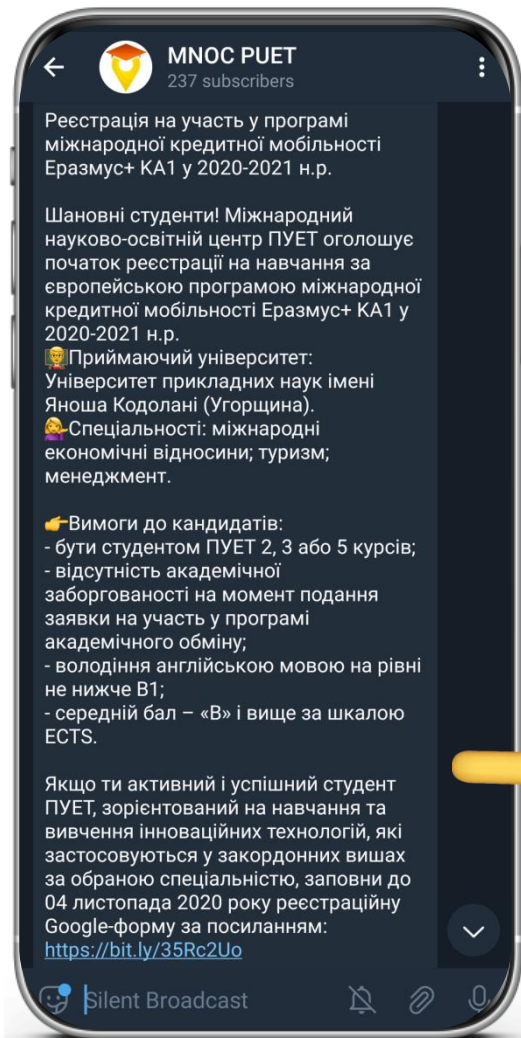 MNOC PUET
237 subscribers
Реєстрація на участь у програмі
міжнародної кредитної мобільності
Еразмус+ КА1 у 2020-2021 н.р.
Шановні студенти! Міжнародний
науково-освітній центр ПУЕТ оголошує
початок реєстрації на навчання за
європейською програмою міжнародної
кредитної мобільності Еразмус+ КА1 у
2020-2021 н.р.
👩‍🏫Приймаючий університет:
Університет прикладних наук імені
Яноша Кодолані (Угорщина).
💁‍♀️Спеціальності: міжнародні
економічні відносини; туризм;
менеджмент.
👉Вимоги до кандидатів:
- бути студентом ПУЕТ 2, 3 або 5 курсів;
- відсутність академічної
заборгованості на момент подання
заявки на участь у програмі
академічного обміну;
- володіння англійською мовою на рівні
не нижче В1;
- середній бал – «В» і вище за шкалою
ECTS.
Якщо ти активний і успішний студент
ПУЕТ, зорієнтований на навчання та
вивчення інноваційних технологій, які
застосовуються у закордонних вишах
за обраною спеціальністю, заповни до
04 листопада 2020 року реєстраційну
Google-форму за посиланням:
https://bit.ly/35Rc2Uo
Silent Broadcast